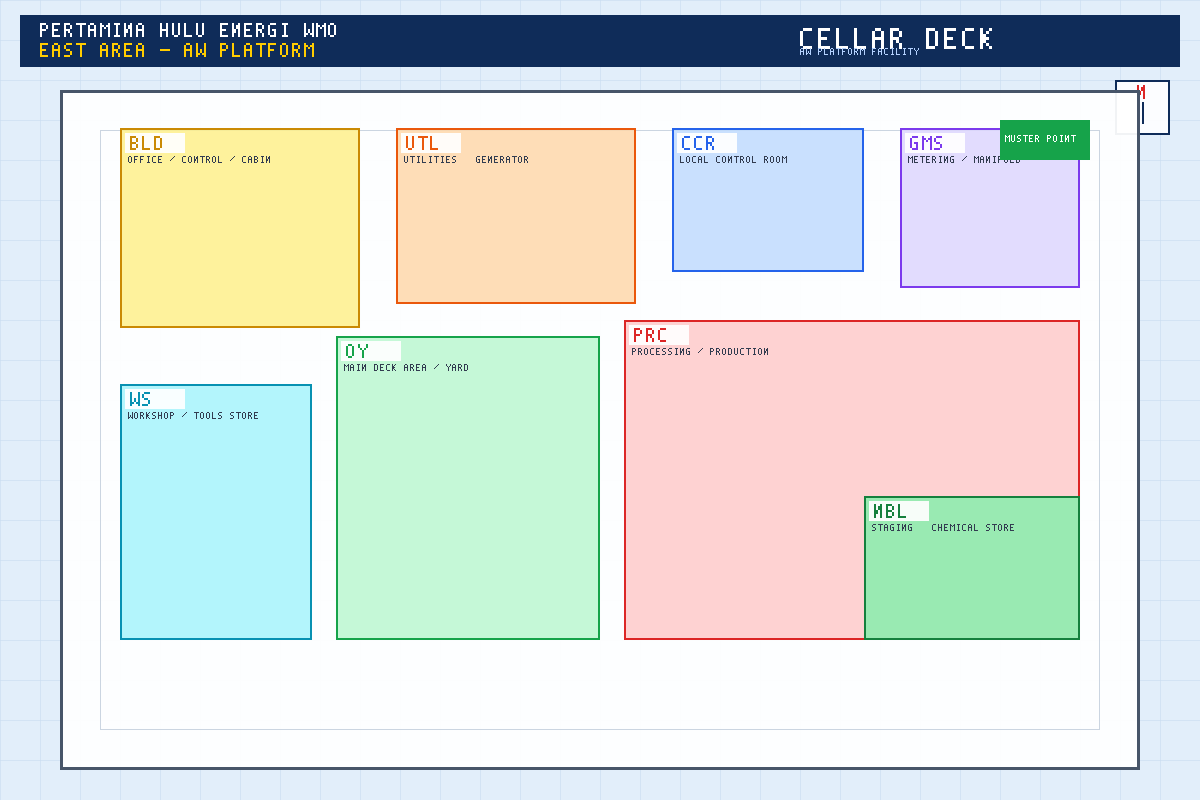 PERTAMINA HULU ENERGI WMO
EAST AREA — AW PLATFORM
CELLAR DECK
AW PLATFORM FACILITY
N
MUSTER POINT
BLD
OFFICE / CONTROL / CABIN
UTL
UTILITIES GENERATOR
CCR
LOCAL CONTROL ROOM
GMS
METERING / MANIFOLD
PRC
PROCESSING / PRODUCTION
OY
MAIN DECK AREA / YARD
WS
WORKSHOP / TOOLS STORE
NBL
STAGING CHEMICAL STORE